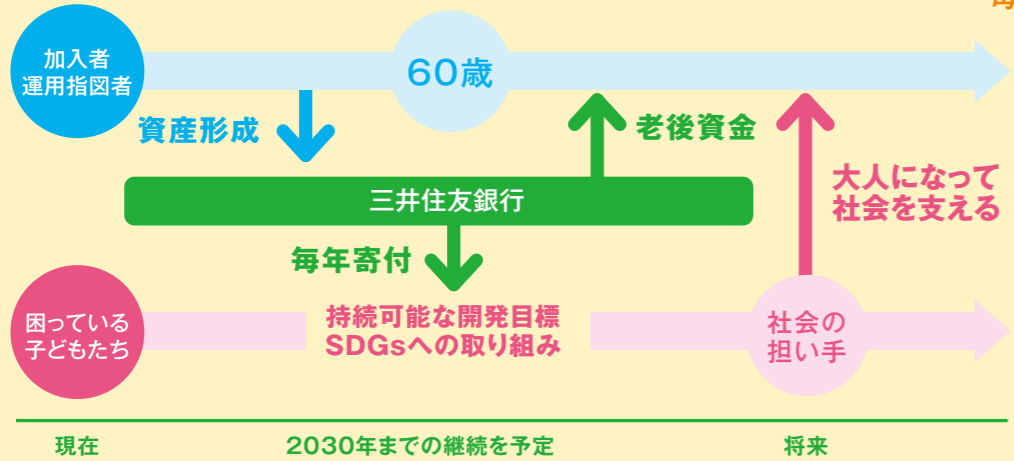 加入者
運用指図者
60歳
資産形成
老後資金
三井住友銀行
大人になって
社会を支える
毎年寄付
困っている
子どもたち
持続可能な開発目標
SDGsへの取り組み
社会の
担い手
現在
2030年までの継続を予定
将来